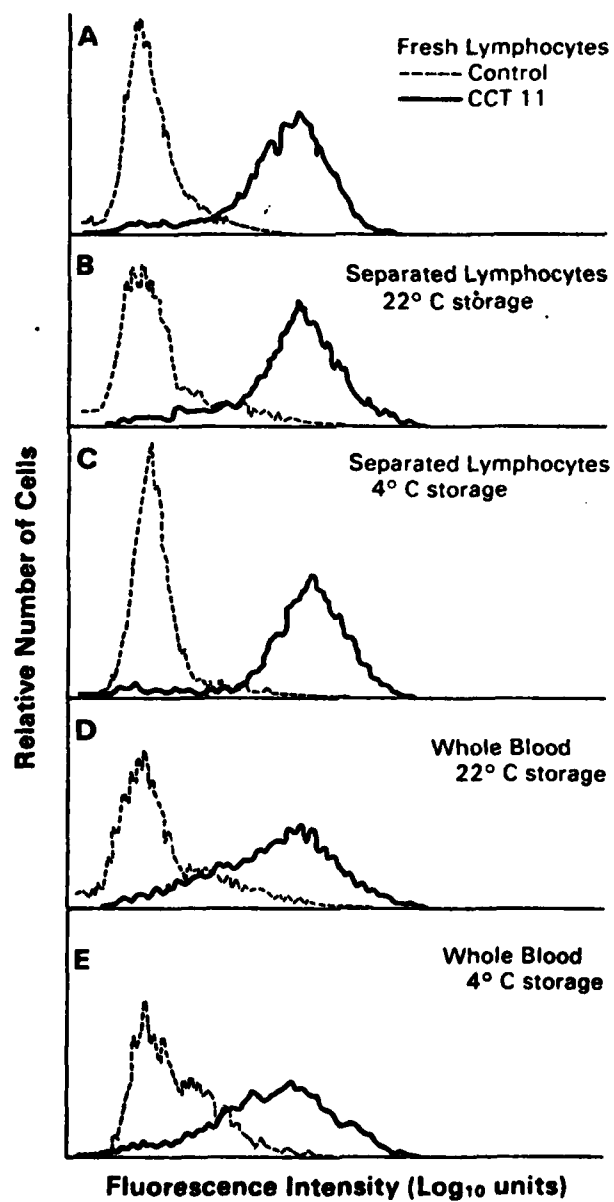 A
Fresh Lymphocytes
Control
CCT 11
B
Separated Lymphocytes
22° C storage
C
Separated Lymphocytes
4° C storage
D
Whole Blood
22° C storage
E
Whole Blood
4° C storage
Relative Number of Cells
Fluorescence Intensity (Log₁₀ units)